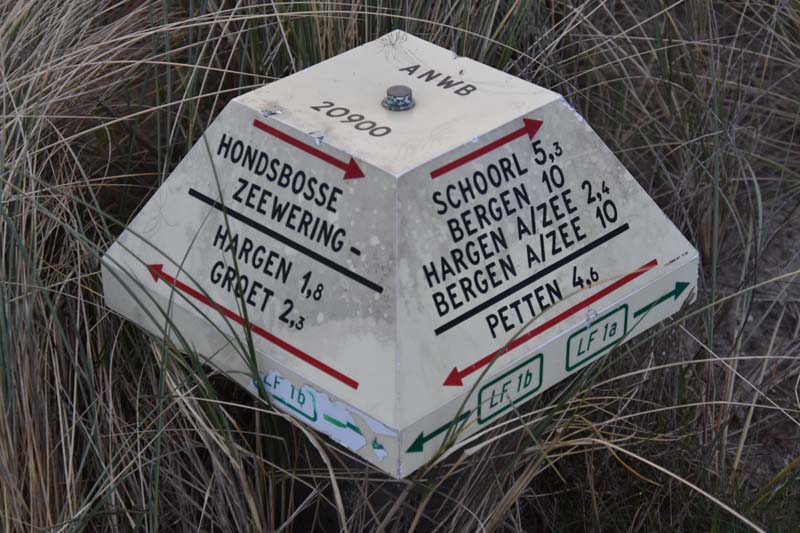 ANWB
20900
HONDSBOSSE
ZEEWERING -
HARGEN 1,8
GROET 2,3
LF 1b
SCHOORL 5,3
BERGEN 10
HARGEN A/ZEE 2,4
BERGEN A/ZEE 10
PETTEN 4,6
LF 1b LF 1a